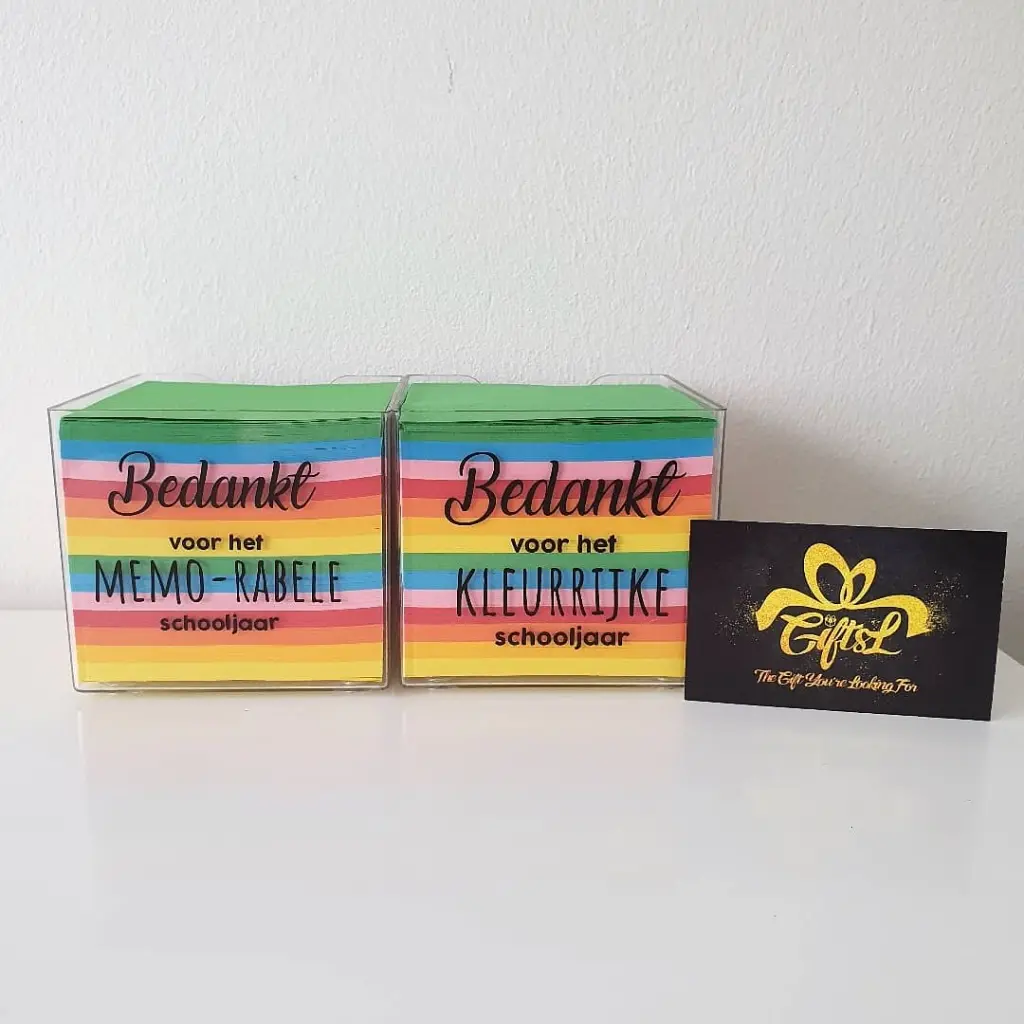 Bedankt
voor het
MEMO-RABELE
schooljaar
Bedankt
voor het
KLEURRIJKE
schooljaar
GiftsL
The Gift You're Looking For